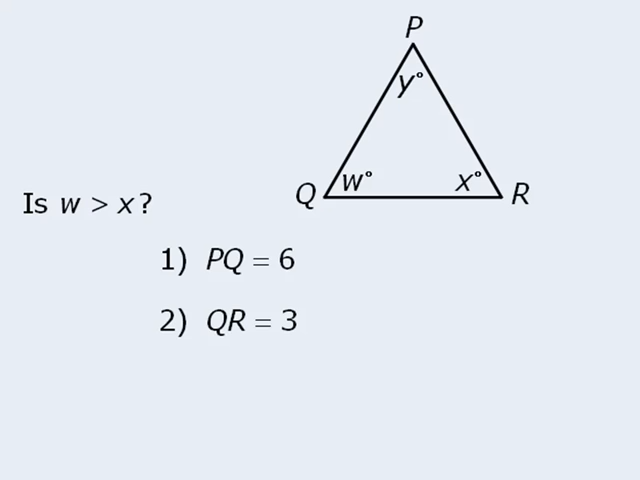 P
y°
Q w° x° R
Is w > x?
1) PQ = 6
2) QR = 3